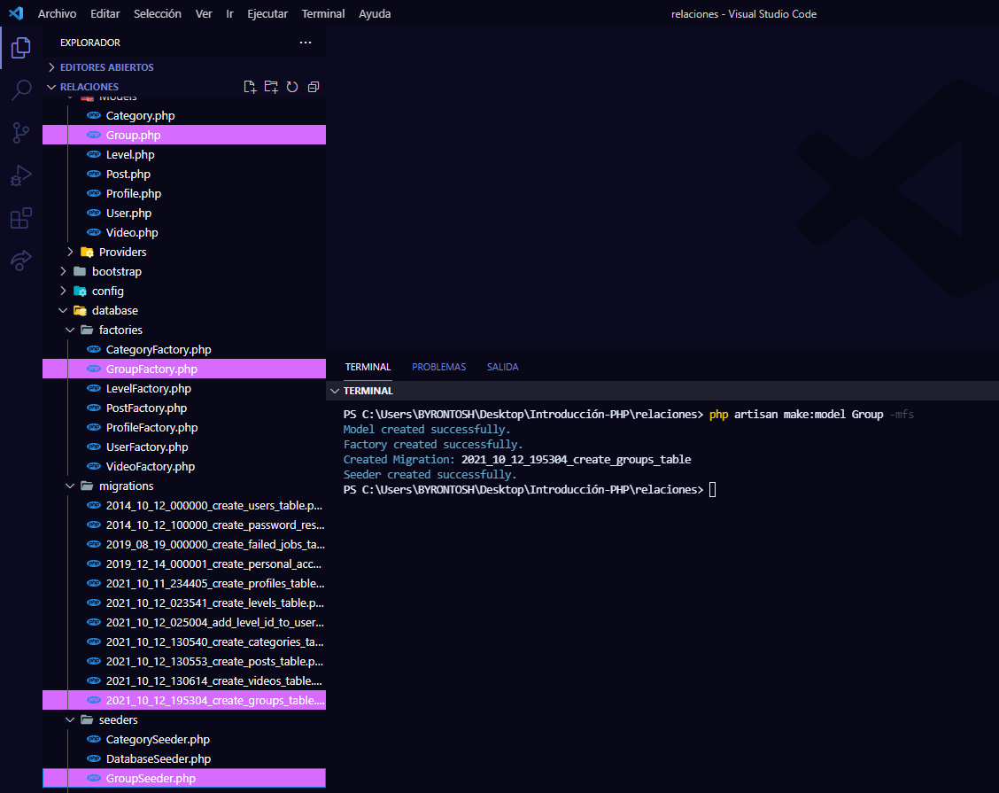 Archivo Editar Selección Ver Ir Ejecutar Terminal Ayuda
relaciones - Visual Studio Code
EXPLORADOR
EDITORES ABIERTOS
RELACIONES
Models
Category.php
Group.php
Level.php
Post.php
Profile.php
User.php
Video.php
Providers
bootstrap
config
database
factories
CategoryFactory.php
GroupFactory.php
LevelFactory.php
PostFactory.php
ProfileFactory.php
UserFactory.php
VideoFactory.php
migrations
2014_10_12_000000_create_users_table.p...
2014_10_12_100000_create_password_res...
2019_08_19_000000_create_failed_jobs_ta...
2019_12_14_000001_create_personal_acc...
2021_10_11_234405_create_profiles_table...
2021_10_12_023541_create_levels_table.p...
2021_10_12_025004_add_level_id_to_user...
2021_10_12_130540_create_categories_ta...
2021_10_12_130553_create_posts_table.p...
2021_10_12_130614_create_videos_table....
2021_10_12_195304_create_groups_table....
seeders
CategorySeeder.php
DatabaseSeeder.php
GroupSeeder.php
TERMINAL PROBLEMAS SALIDA
TERMINAL
PS C:\Users\BYRONTOSH\Desktop\Introducción-PHP\relaciones> php artisan make:model Group -mfs
Model created successfully.
Factory created successfully.
Created Migration: 2021_10_12_195304_create_groups_table
Seeder created successfully.
PS C:\Users\BYRONTOSH\Desktop\Introducción-PHP\relaciones>